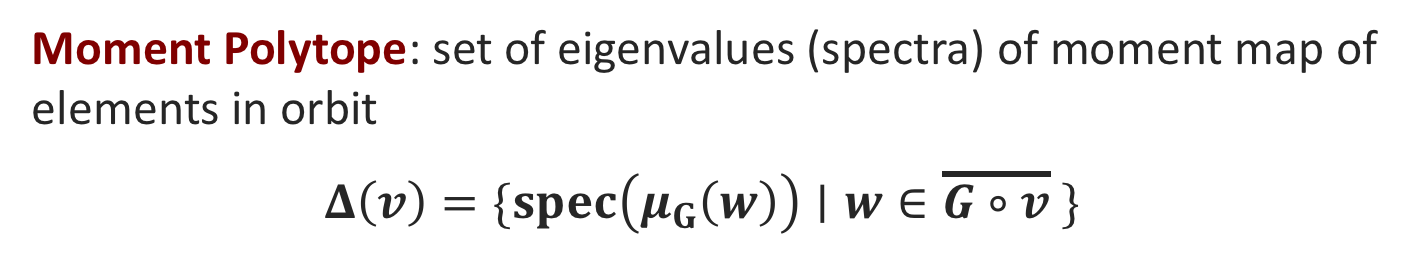 Moment Polytope: set of eigenvalues (spectra) of moment map of
elements in orbit
𝚫(𝒗) = {𝐬𝐩𝐞𝐜(𝝁_𝐆(𝒘)) | 𝒘 ∈ \overline{𝑮 ∘ 𝒗} }